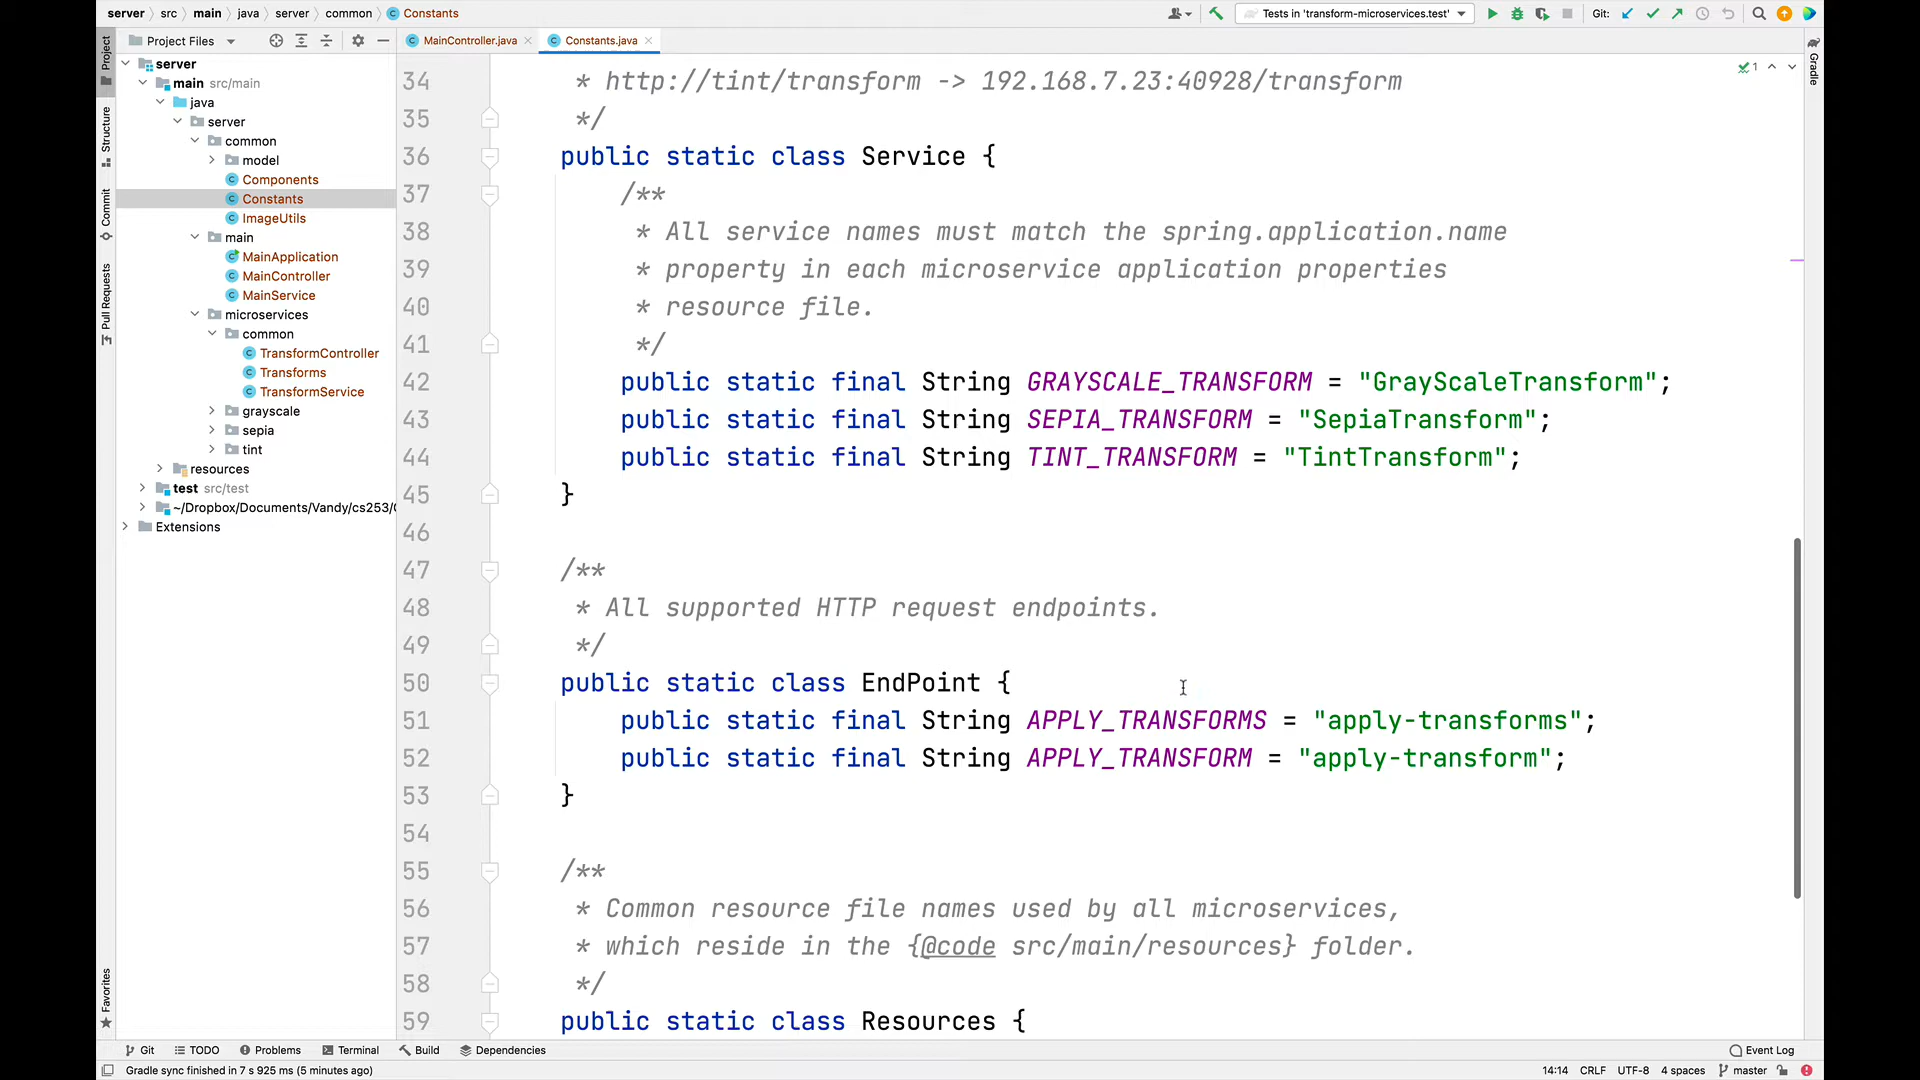 server src main java server common Constants
Tests in 'transform-microservices.test' Git:
Project Files MainController.java Constants.java
Project
Structure
Commit
Pull Requests
Favorites
Gradle
server
main src/main
java
server
common
model
Components
Constants
ImageUtils
main
MainApplication
MainController
MainService
microservices
common
TransformController
Transforms
TransformService
grayscale
sepia
tint
resources
test src/test
~/Dropbox/Documents/Vandy/cs253/
Extensions
34 * http://tint/transform -> 192.168.7.23:40928/transform
35 */
36 public static class Service {
37 /**
38 * All service names must match the spring.application.name
39 * property in each microservice application properties
40 * resource file.
41 */
42 public static final String GRAYSCALE_TRANSFORM = "GrayScaleTransform";
43 public static final String SEPIA_TRANSFORM = "SepiaTransform";
44 public static final String TINT_TRANSFORM = "TintTransform";
45 }
46
47 /**
48 * All supported HTTP request endpoints.
49 */
50 public static class EndPoint {
51 public static final String APPLY_TRANSFORMS = "apply-transforms";
52 public static final String APPLY_TRANSFORM = "apply-transform";
53 }
54
55 /**
56 * Common resource file names used by all microservices,
57 * which reside in the {@code src/main/resources} folder.
58 */
59 public static class Resources {
1
Git TODO Problems Terminal Build Dependencies Event Log
Gradle sync finished in 7 s 925 ms (5 minutes ago) 14:14 CRLF UTF-8 4 spaces master